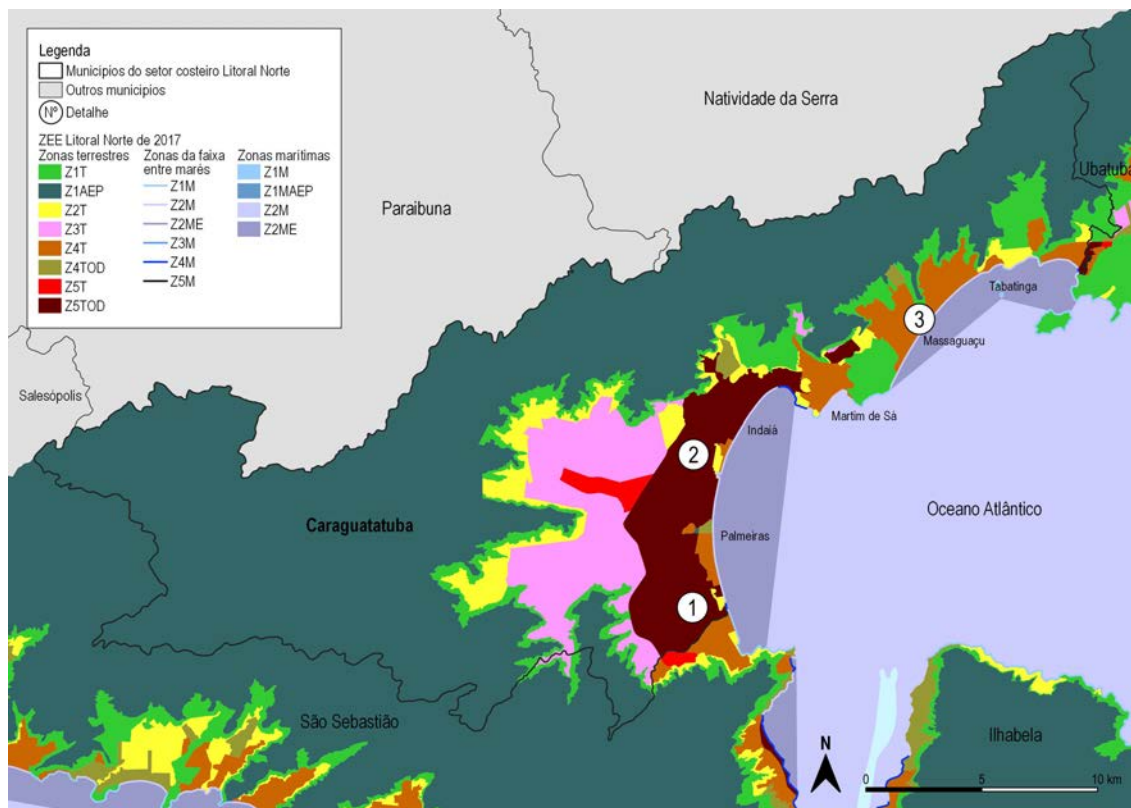 Legenda
Municípios do setor costeiro Litoral Norte
Outros municípios
Nº Detalhe
ZEE Litoral Norte de 2017
Zonas terrestres
Z1T
Z1AEP
Z2T
Z3T
Z4T
Z4TOD
Z5T
Z5TOD
Zonas da faixa
entre marés
Z1M
Z2M
Z2ME
Z3M
Z4M
Z5M
Zonas marítimas
Z1M
Z1MAEP
Z2M
Z2ME
Natividade da Serra
Ubatuba
Paraibuna
Tabatinga
3
Massaguaçu
Salesópolis
Martim de Sá
Indaiá
2
Oceano Atlântico
Caraguatatuba
Palmeiras
1
São Sebastião
Ilhabela
N
0 5 10 km